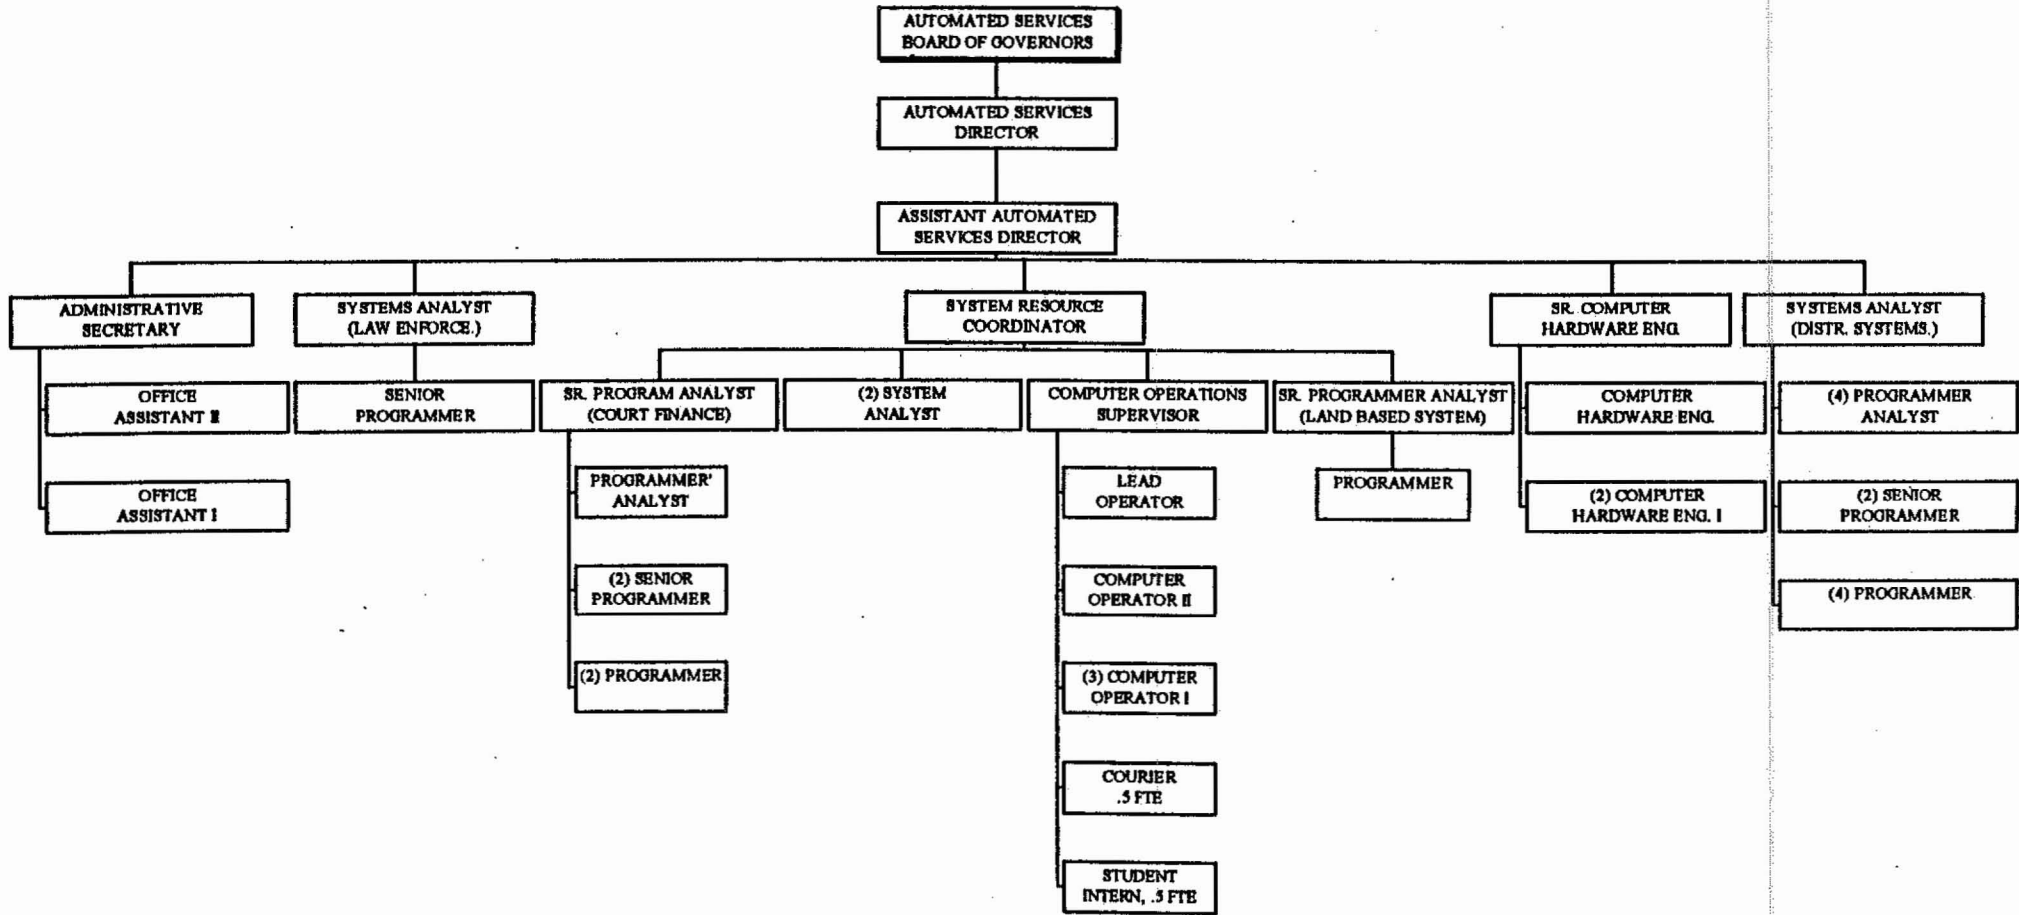 AUTOMATED SERVICES
BOARD OF GOVERNORS
AUTOMATED SERVICES
DIRECTOR
ASSISTANT AUTOMATED
SERVICES DIRECTOR
ADMINISTRATIVE
SECRETARY
SYSTEMS ANALYST
(LAW ENFORCE.)
SYSTEM RESOURCE
COORDINATOR
SR. COMPUTER
HARDWARE ENG.
SYSTEMS ANALYST
(DISTR. SYSTEMS.)
OFFICE
ASSISTANT II
SENIOR
PROGRAMMER
SR. PROGRAM ANALYST
(COURT FINANCE)
(2) SYSTEM
ANALYST
COMPUTER OPERATIONS
SUPERVISOR
SR. PROGRAMMER ANALYST
(LAND BASED SYSTEM)
COMPUTER
HARDWARE ENG.
(4) PROGRAMMER
ANALYST
OFFICE
ASSISTANT I
PROGRAMMER'
ANALYST
LEAD
OPERATOR
PROGRAMMER
(2) COMPUTER
HARDWARE ENG. I
(2) SENIOR
PROGRAMMER
(2) SENIOR
PROGRAMMER
COMPUTER
OPERATOR II
(4) PROGRAMMER
(2) PROGRAMMER
(3) COMPUTER
OPERATOR I
COURIER
.5 FTE
STUDENT
INTERN, .5 FTE